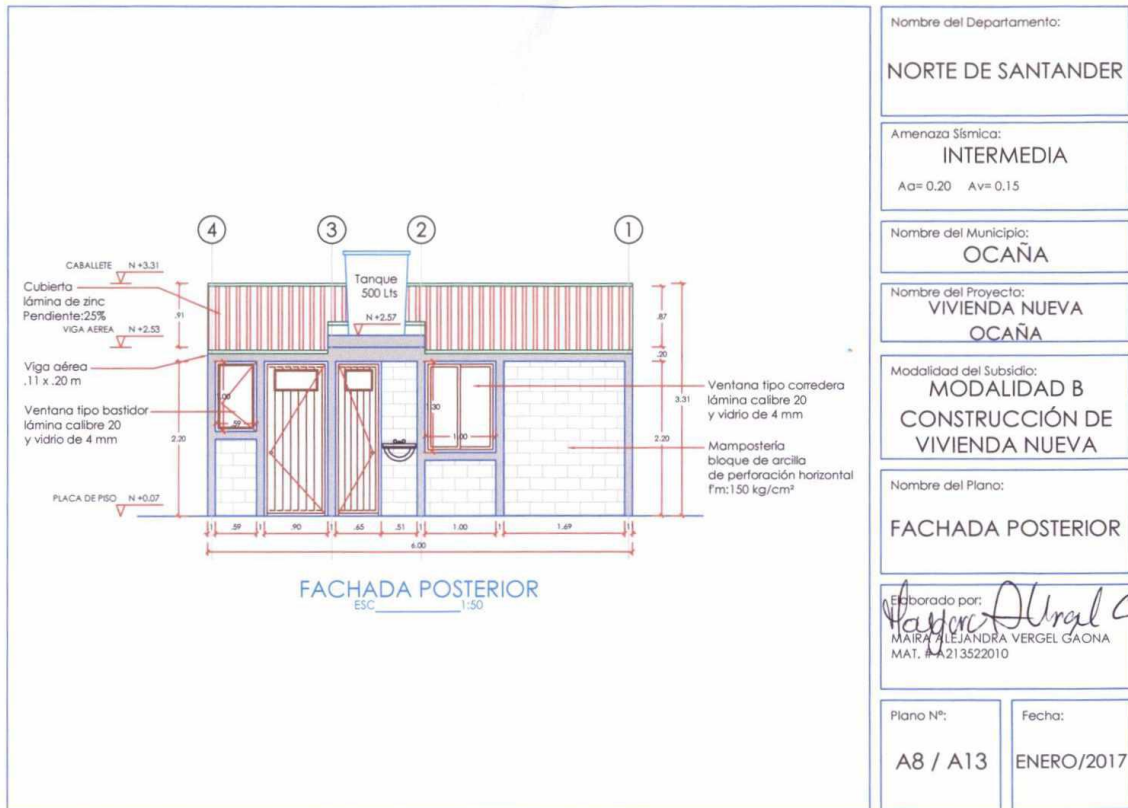 4
3
2
1
CABALLETE N +3.31
Cubierta
lámina de zinc
Pendiente:25%
VIGA AEREA N +2.53
Viga aérea
.11 x .20 m
Ventana tipo bastidor
lámina calibre 20
y vidrio de 4 mm
PLACA DE PISO N +0.07
Tanque
500 Lts
N +2.57
.91
2.20
.59
1.30
1.00
.87
.20
2.20
3.31
Ventana tipo corredera
lámina calibre 20
y vidrio de 4 mm
Mampostería
bloque de arcilla
de perforación horizontal
f'm:150 kg/cm²
.59 .90 .65 .51 1.00 1.69
6.00
FACHADA POSTERIOR
ESC 1:50
Nombre del Departamento:
NORTE DE SANTANDER
Amenaza Sísmica:
INTERMEDIA
Aa= 0.20 Av= 0.15
Nombre del Municipio:
OCAÑA
Nombre del Proyecto:
VIVIENDA NUEVA
OCAÑA
Modalidad del Subsidio:
MODALIDAD B
CONSTRUCCIÓN DE
VIVIENDA NUEVA
Nombre del Plano:
FACHADA POSTERIOR
Elaborado por:
MAIRA ALEJANDRA VERGEL GAONA
MAT. # A213522010
Plano Nº:
A8 / A13
Fecha:
ENERO/2017